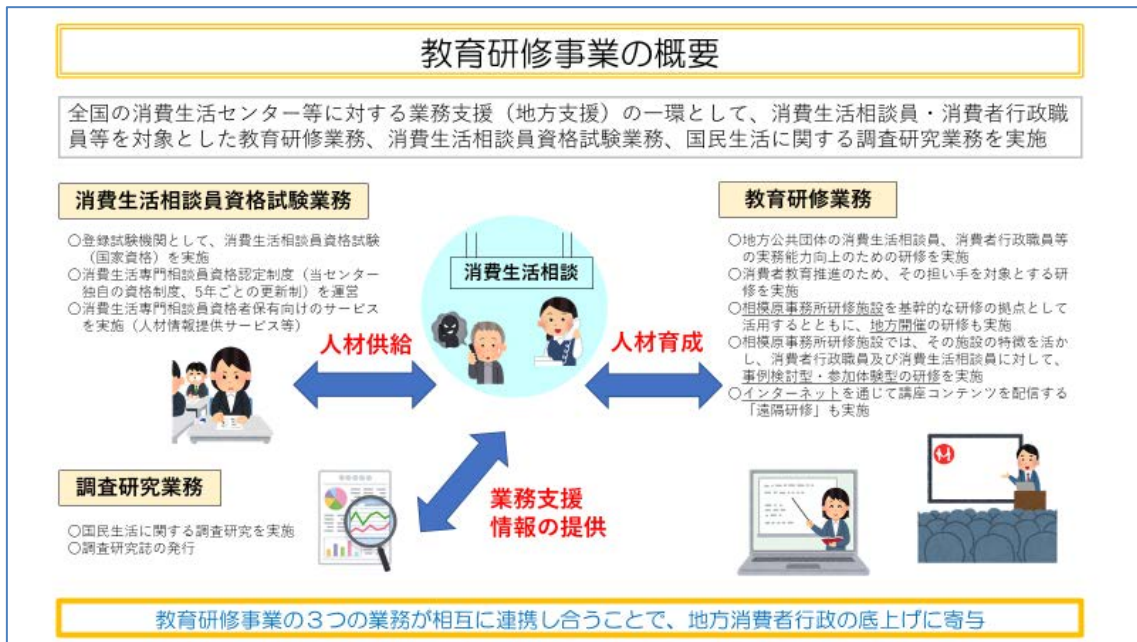 教育研修事業の概要
全国の消費生活センター等に対する業務支援（地方支援）の一環として、消費生活相談員・消費者行政職
員等を対象とした教育研修業務、消費生活相談員資格試験業務、国民生活に関する調査研究業務を実施
消費生活相談員資格試験業務
○登録試験機関として、消費生活相談員資格試験
（国家資格）を実施
○消費生活専門相談員資格認定制度（当センター
独自の資格制度、5年ごとの更新制）を運営
○消費生活専門相談員資格者保有向けのサービス
を実施（人材情報提供サービス等）
消費生活相談
人材供給
人材育成
教育研修業務
○地方公共団体の消費生活相談員、消費者行政職員等
の実務能力向上のための研修を実施
○消費者教育推進のため、その担い手を対象とする研
修を実施
○相模原事務所研修施設を基幹的な研修の拠点として
活用するとともに、地方開催の研修も実施
○相模原事務所研修施設では、その施設の特徴を活か
し、消費者行政職員及び消費生活相談員に対して、
事例検討型・参加体験型の研修を実施
○インターネットを通じて講座コンテンツを配信する
「遠隔研修」も実施
調査研究業務
○国民生活に関する調査研究を実施
○調査研究誌の発行
業務支援
情報の提供
教育研修事業の３つの業務が相互に連携し合うことで、地方消費者行政の底上げに寄与